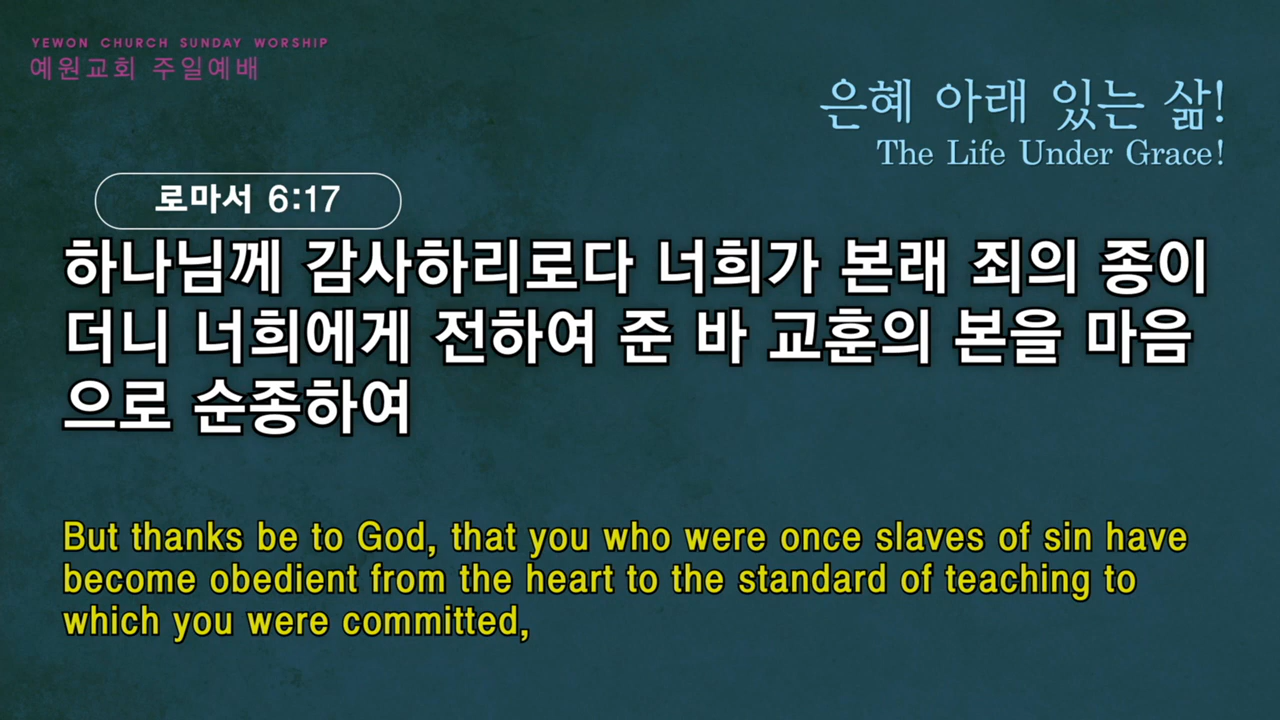 YEWON CHURCH SUNDAY WORSHIP
예원교회 주일예배
은혜 아래 있는 삶!
The Life Under Grace!
로마서 6:17
하나님께 감사하리로다 너희가 본래 죄의 종이
더니 너희에게 전하여 준 바 교훈의 본을 마음
으로 순종하여
But thanks be to God, that you who were once slaves of sin have
become obedient from the heart to the standard of teaching to
which you were committed,